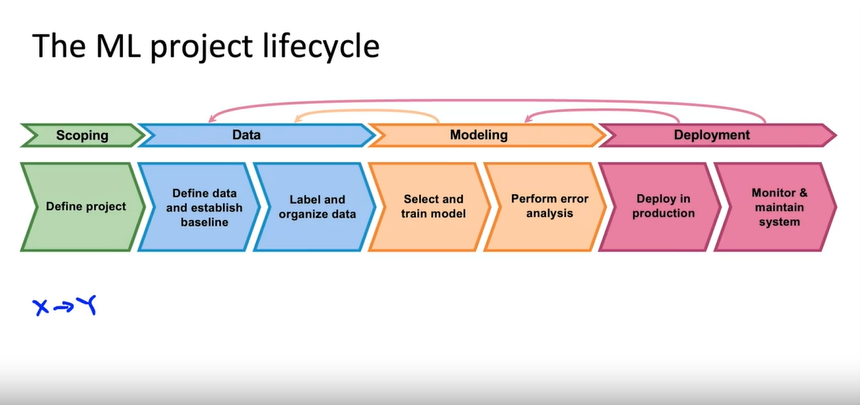 The ML project lifecycle
Scoping
Data
Modeling
Deployment
Define project
Define data
and establish
baseline
Label and
organize data
Select and
train model
Perform error
analysis
Deploy in
production
Monitor &
maintain
system
X→Y